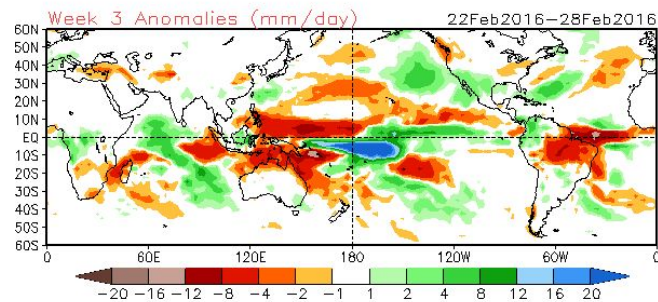 Week 3 Anomalies (mm/day) 22Feb2016–28Feb2016
60N
50N
40N
30N
20N
10N
EQ
10S
20S
30S
40S
50S
60S
0 60E 120E 180 120W 60W 0
−20 −16 −12 −8 −4 −2 −1 1 2 4 8 12 16 20